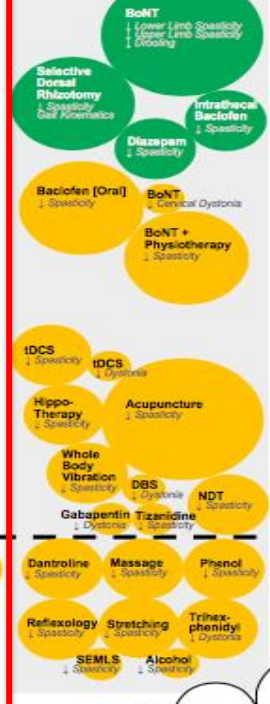 BoNT
↓ Lower Limb Spasticity
↓ Upper Limb Spasticity
↓ Drooling
Selective
Dorsal
Rhizotomy
↓ Spasticity
Gait Kinematics
Intrathecal
Baclofen
↓ Spasticity
Diazepam
↓ Spasticity
Baclofen [Oral]
↓ Spasticity
BoNT
↓ Cervical Dystonia
BoNT +
Physiotherapy
↓ Spasticity
tDCS
↓ Spasticity
tDCS
↓ Dystonia
Hippo-
Therapy
↓ Spasticity
Acupuncture
↓ Spasticity
Whole
Body
Vibration
↓ Spasticity
DBS
↓ Dystonia
NDT
↓ Spasticity
Gabapentin
↓ Dystonia
Tizanidine
↓ Spasticity
Dantroline
↓ Spasticity
Massage
↓ Spasticity
Phenol
↓ Spasticity
Reflexology
↓ Spasticity
Stretching
↓ Spasticity
Trihex-
phenidyl
↓ Dystonia
SEMLS
↓ Spasticity
Alcohol
↓ Spasticity